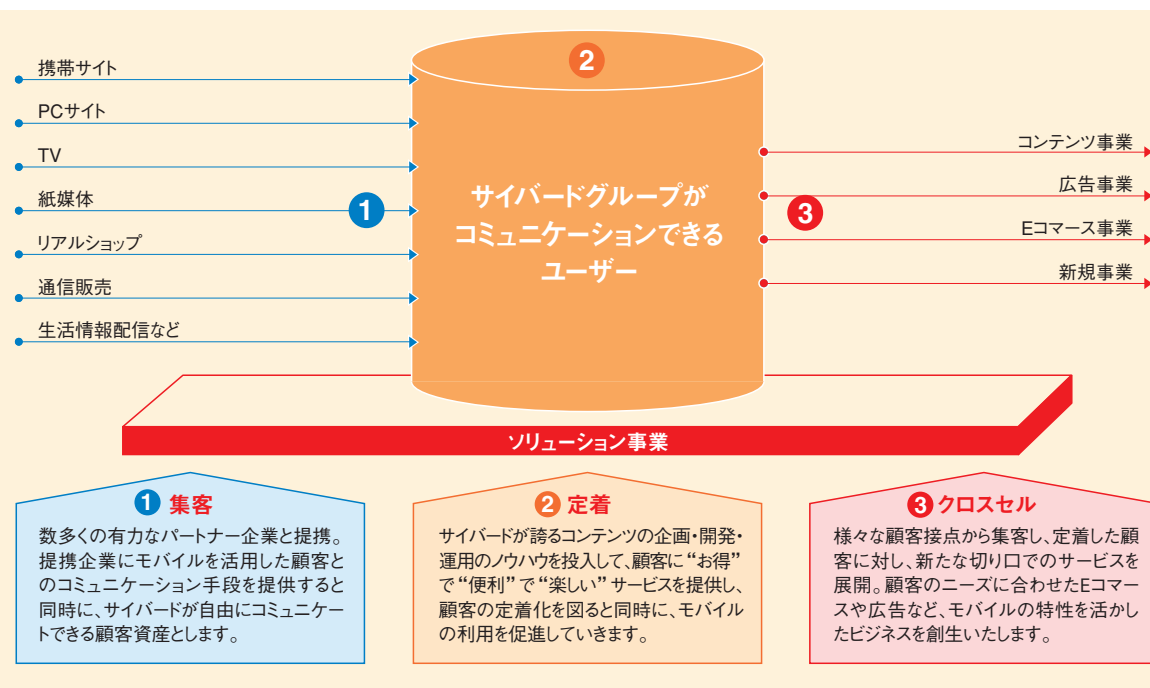 携帯サイト
PCサイト
TV
紙媒体
リアルショップ
通信販売
生活情報配信など
1
2
サイバードグループが
コミュニケーションできる
ユーザー
3
コンテンツ事業
広告事業
Eコマース事業
新規事業
ソリューション事業
1 集客
数多くの有力なパートナー企業と提携。
提携企業にモバイルを活用した顧客と
のコミュニケーション手段を提供すると
同時に、サイバードが自由にコミュニケー
トできる顧客資産とします。
2 定着
サイバードが誇るコンテンツの企画・開発・
運用のノウハウを投入して、顧客に“お得”
で“便利”で“楽しい”サービスを提供し、
顧客の定着化を図ると同時に、モバイル
の利用を促進していきます。
3 クロスセル
様々な顧客接点から集客し、定着した顧
客に対し、新たな切り口でのサービスを
展開。顧客のニーズに合わせたEコマー
スや広告など、モバイルの特性を活かし
たビジネスを創生いたします。